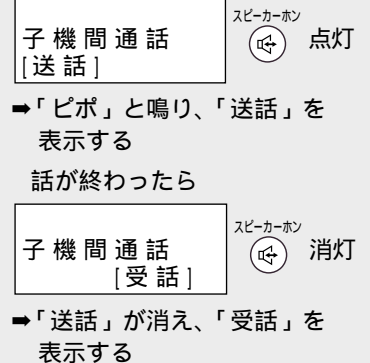 スピーカーホン
子機間通話 点灯
[送話]
➡「ピポ」と鳴り、「送話」を
表示する
話が終わったら
スピーカーホン
子機間通話 消灯
[受話]
➡「送話」が消え、「受話」を
表示する